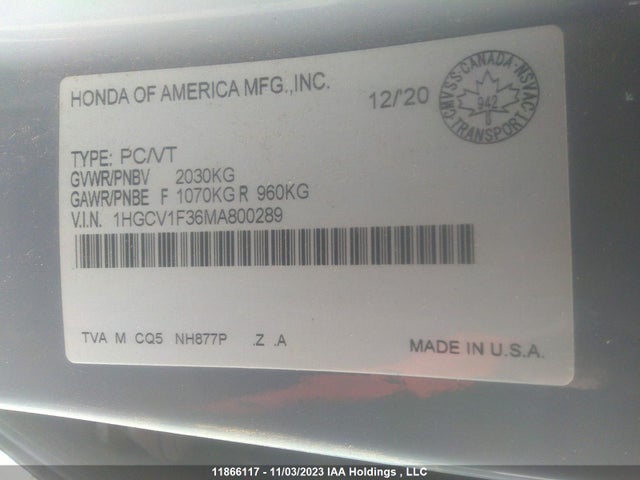 HONDA OF AMERICA MFG.,INC.
12/'20
CMVSS CANADA-NSVAC
942
TRANSPORT
TYPE: PC/VT
GVWR/PNBV 2030KG
GAWR/PNBE F 1070KG R 960KG
V.I.N. 1HGCV1F36MA800289
TVA M CQ5 NH877P .Z .A
MADE IN U.S.A.
11866117 - 11/03/2023 IAA Holdings , LLC